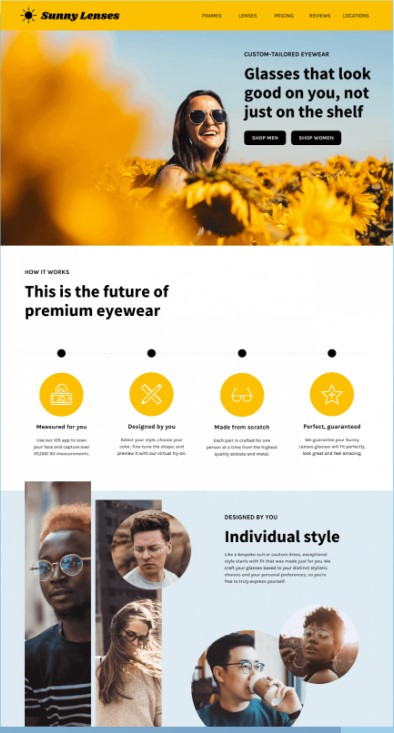 Sunny Lenses
FRAMES LENSES PRICING REVIEWS LOCATIONS
CUSTOM-TAILORED EYEWEAR
Glasses that look
good on you, not
just on the shelf
SHOP MEN SHOP WOMEN
HOW IT WORKS
This is the future of
premium eyewear
Measured for you
Use our iOS app to scan
your face and capture over
20,000 3D measurements.
Designed by you
Select your style, choose your
color, fine-tune the shape, and
preview it with our virtual try-on.
Made from scratch
Each pair is crafted for one
person at a time from the highest
quality acetate and metal.
Perfect, guaranteed
We guarantee your Sunny
Lenses glasses will fit perfectly,
look great and feel amazing.
DESIGNED BY YOU
Individual style
Like a bespoke suit or couture dress, exceptional
style starts with fit that was made just for you. We
craft your glasses based to your distinct stylistic
choices and your personal preferences, so you're
free to truly express yourself.